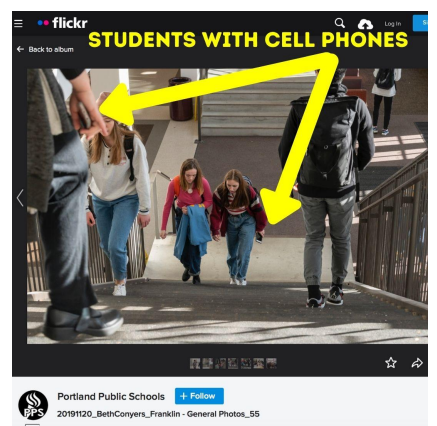 flickr
Log In
STUDENTS WITH CELL PHONES
← Back to album
PPS
Portland Public Schools
+ Follow
20191120_BethConyers_Franklin - General Photos_55